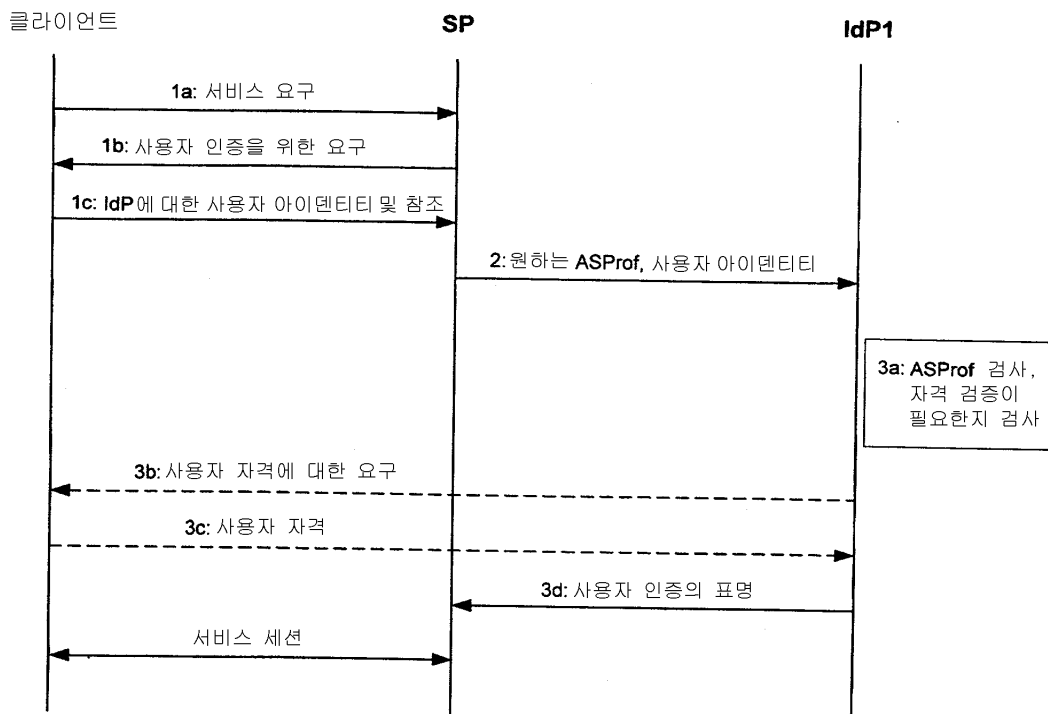 클라이언트
SP
IdP1
1a: 서비스 요구
1b: 사용자 인증을 위한 요구
1c: IdP에 대한 사용자 아이덴티티 및 참조
2: 원하는 ASProf, 사용자 아이덴티티
3a: ASProf 검사,
자격 검증이
필요한지 검사
3b: 사용자 자격에 대한 요구
3c: 사용자 자격
3d: 사용자 인증의 표명
서비스 세션